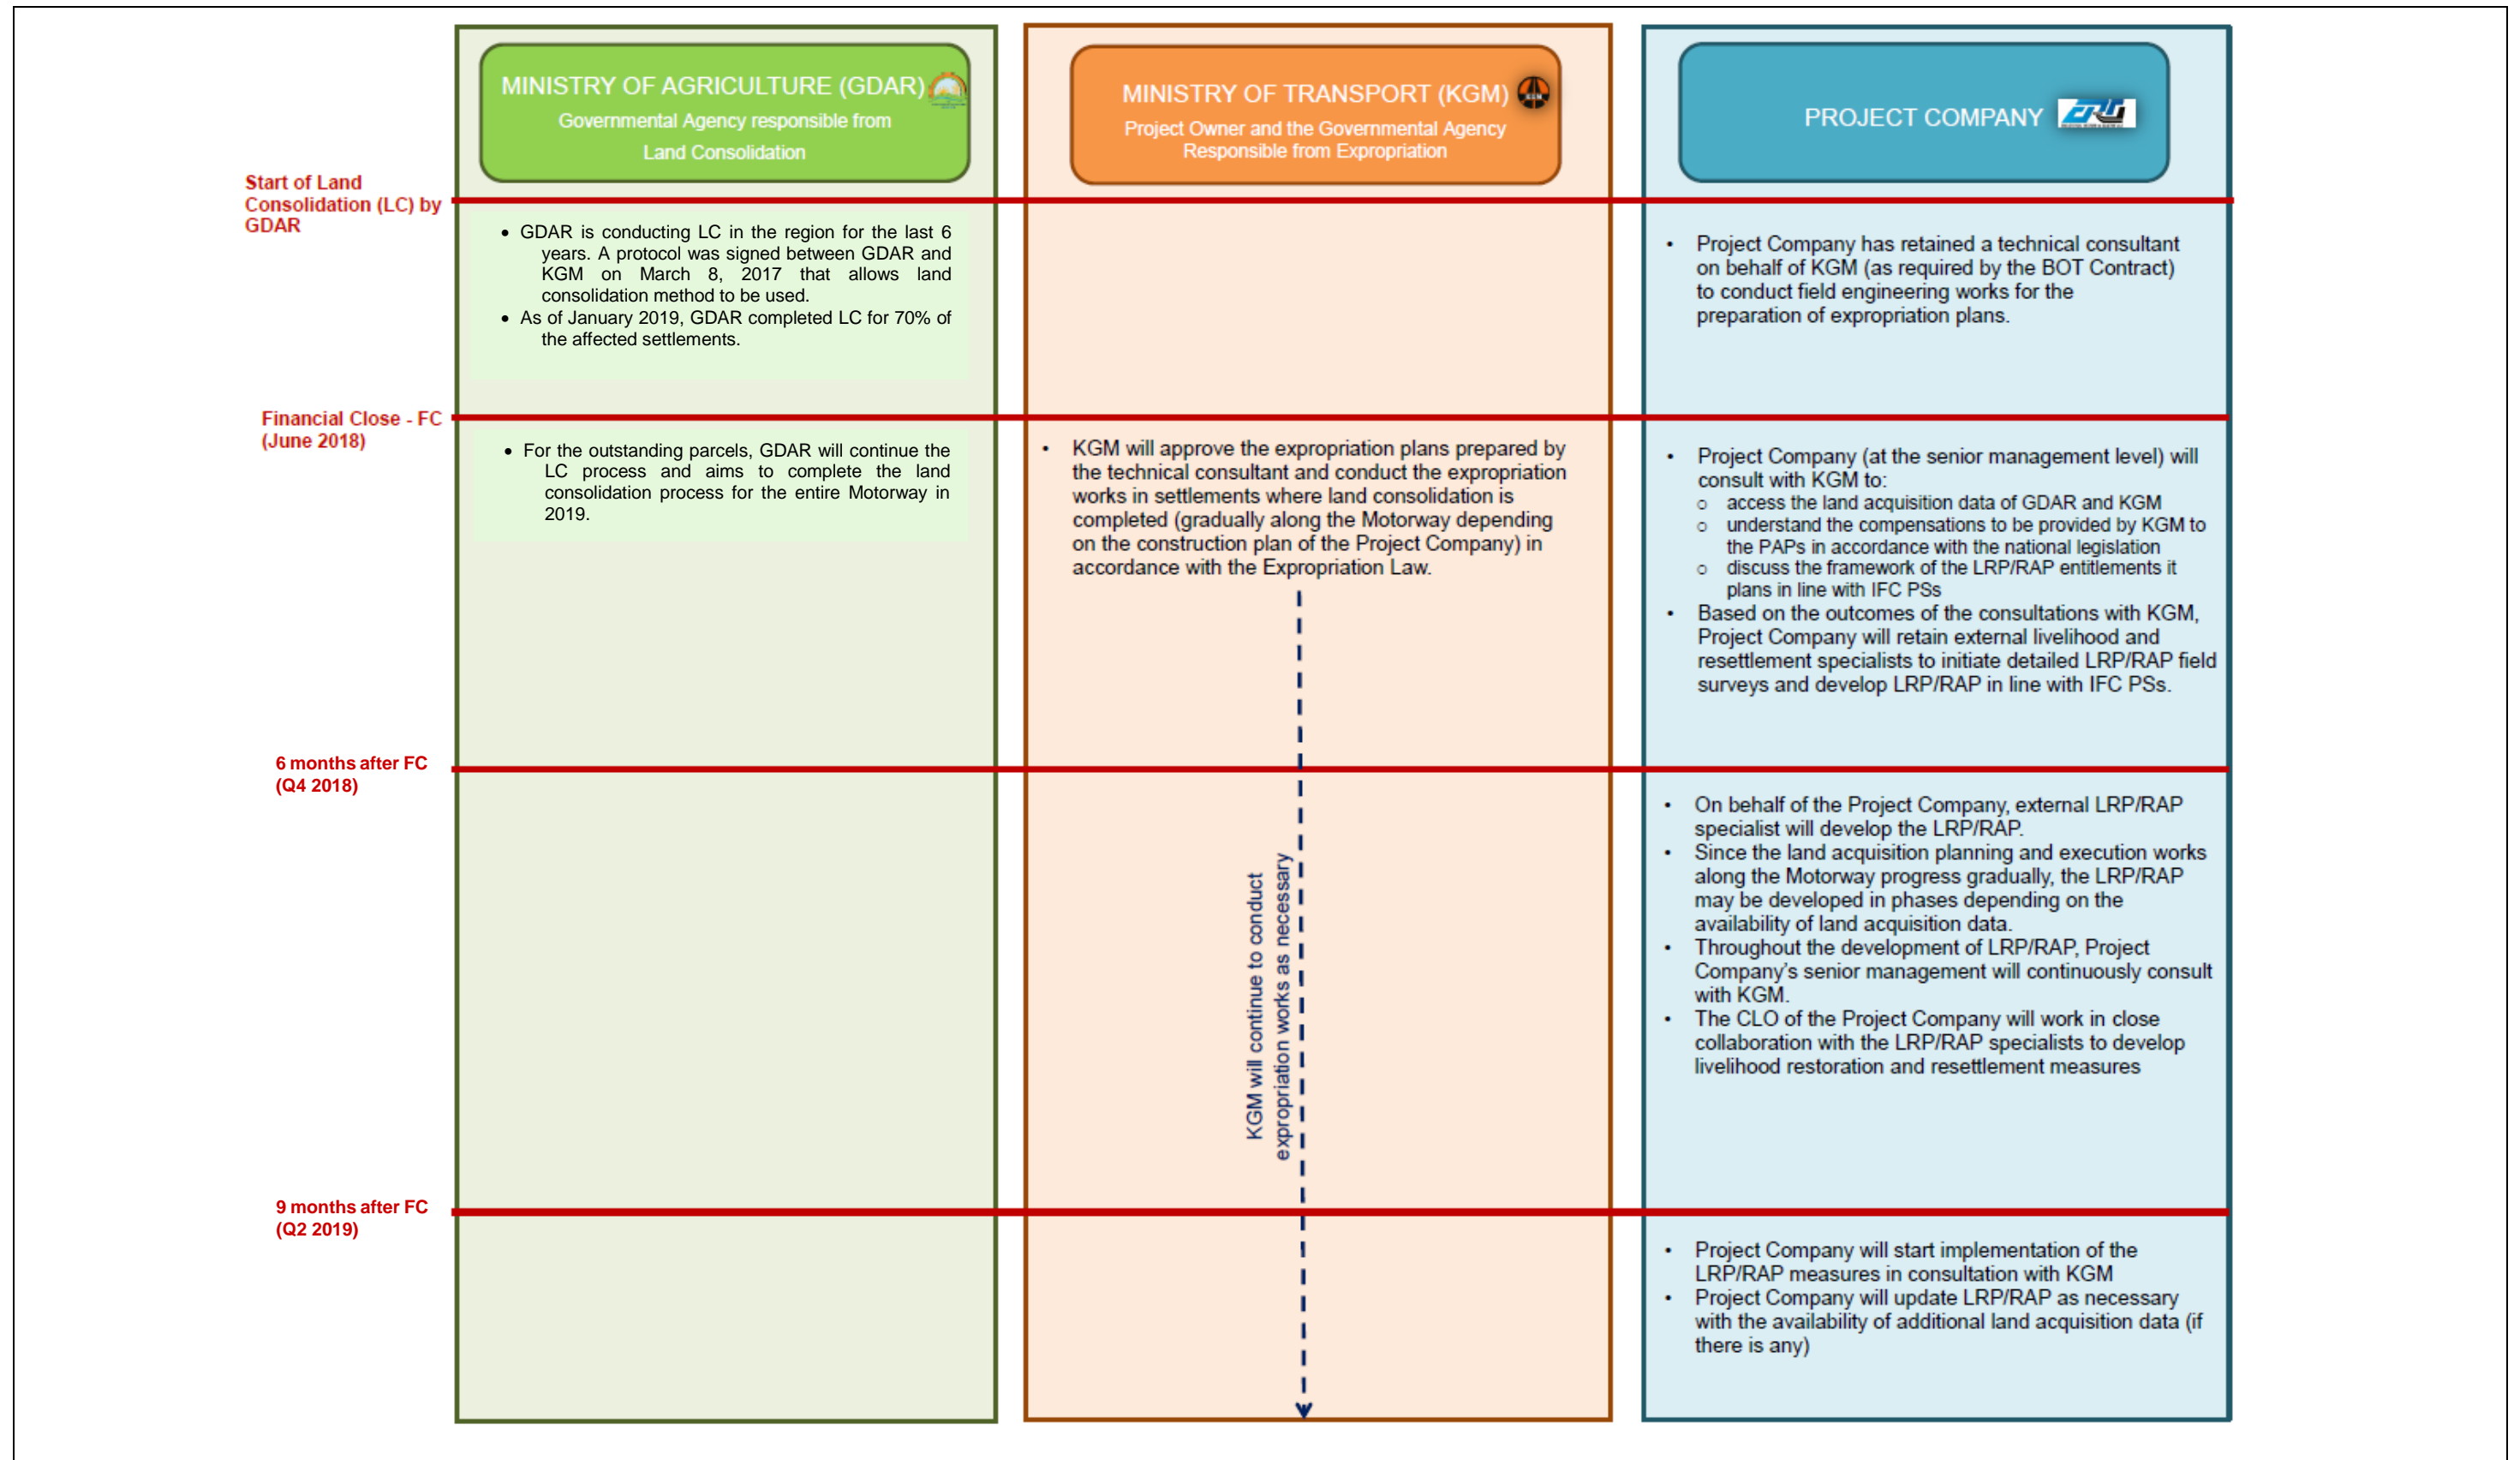 MINISTRY OF AGRICULTURE (GDAR)
Governmental Agency responsible from
Land Consolidation
MINISTRY OF TRANSPORT (KGM)
Project Owner and the Governmental Agency
Responsible from Expropriation
PROJECT COMPANY
Start of Land
Consolidation (LC) by
GDAR
• GDAR is conducting LC in the region for the last 6
years. A protocol was signed between GDAR and
KGM on March 8, 2017 that allows land
consolidation method to be used.
• As of January 2019, GDAR completed LC for 70% of
the affected settlements.
• Project Company has retained a technical consultant
on behalf of KGM (as required by the BOT Contract)
to conduct field engineering works for the
preparation of expropriation plans.
Financial Close - FC
(June 2018)
• For the outstanding parcels, GDAR will continue the
LC process and aims to complete the land
consolidation process for the entire Motorway in
2019.
• KGM will approve the expropriation plans prepared by
the technical consultant and conduct the expropriation
works in settlements where land consolidation is
completed (gradually along the Motorway depending
on the construction plan of the Project Company) in
accordance with the Expropriation Law.
• Project Company (at the senior management level) will
consult with KGM to:
o access the land acquisition data of GDAR and KGM
o understand the compensations to be provided by KGM to
the PAPs in accordance with the national legislation
o discuss the framework of the LRP/RAP entitlements it
plans in line with IFC PSs
• Based on the outcomes of the consultations with KGM,
Project Company will retain external livelihood and
resettlement specialists to initiate detailed LRP/RAP field
surveys and develop LRP/RAP in line with IFC PSs.
6 months after FC
(Q4 2018)
KGM will continue to conduct
expropriation works as necessary
• On behalf of the Project Company, external LRP/RAP
specialist will develop the LRP/RAP.
• Since the land acquisition planning and execution works
along the Motorway progress gradually, the LRP/RAP
may be developed in phases depending on the
availability of land acquisition data.
• Throughout the development of LRP/RAP, Project
Company's senior management will continuously consult
with KGM.
• The CLO of the Project Company will work in close
collaboration with the LRP/RAP specialists to develop
livelihood restoration and resettlement measures
9 months after FC
(Q2 2019)
• Project Company will start implementation of the
LRP/RAP measures in consultation with KGM
• Project Company will update LRP/RAP as necessary
with the availability of additional land acquisition data (if
there is any)